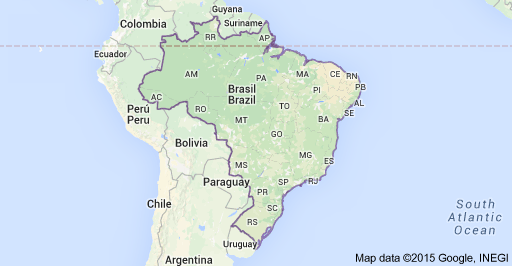 Guyana
Colombia
Suriname
RR
AP
Ecuador
AM
PA
MA
CE
RN
PB
PI
AL
SE
Brasil
Brazil
AC
RO
TO
BA
Perú
Peru
MT
GO
Bolivia
MS
MG
ES
SP
RJ
Paraguay
PR
SC
Chile
RS
Uruguay
Argentina
South
Atlantic
Ocean
Map data ©2015 Google, INEGI